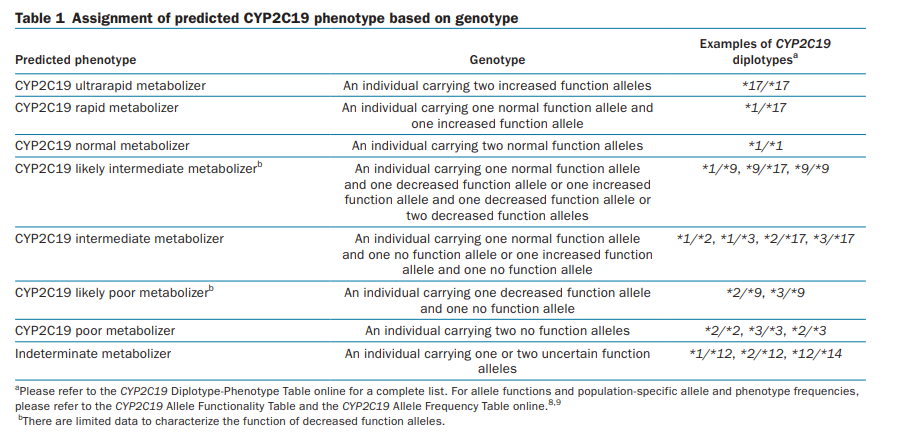 Table 1 Assignment of predicted CYP2C19 phenotype based on genotype
Predicted phenotype
Genotype
Examples of CYP2C19
diplotypesa
CYP2C19 ultrarapid metabolizer
An individual carrying two increased function alleles
*17/*17
CYP2C19 rapid metabolizer
An individual carrying one normal function allele and
one increased function allele
*1/*17
CYP2C19 normal metabolizer
An individual carrying two normal function alleles
*1/*1
CYP2C19 likely intermediate metabolizerb
An individual carrying one normal function allele
and one decreased function allele or one increased
function allele and one decreased function allele or
two decreased function alleles
*1/*9, *9/*17, *9/*9
CYP2C19 intermediate metabolizer
An individual carrying one normal function allele
and one no function allele or one increased function
allele and one no function allele
*1/*2, *1/*3, *2/*17, *3/*17
CYP2C19 likely poor metabolizerb
An individual carrying one decreased function allele
and one no function allele
*2/*9, *3/*9
CYP2C19 poor metabolizer
An individual carrying two no function alleles
*2/*2, *3/*3, *2/*3
Indeterminate metabolizer
An individual carrying one or two uncertain function
alleles
*1/*12, *2/*12, *12/*14
aPlease refer to the CYP2C19 Diplotype-Phenotype Table online for a complete list. For allele functions and population-specific allele and phenotype frequencies,
please refer to the CYP2C19 Allele Functionality Table and the CYP2C19 Allele Frequency Table online.8,9
bThere are limited data to characterize the function of decreased function alleles.